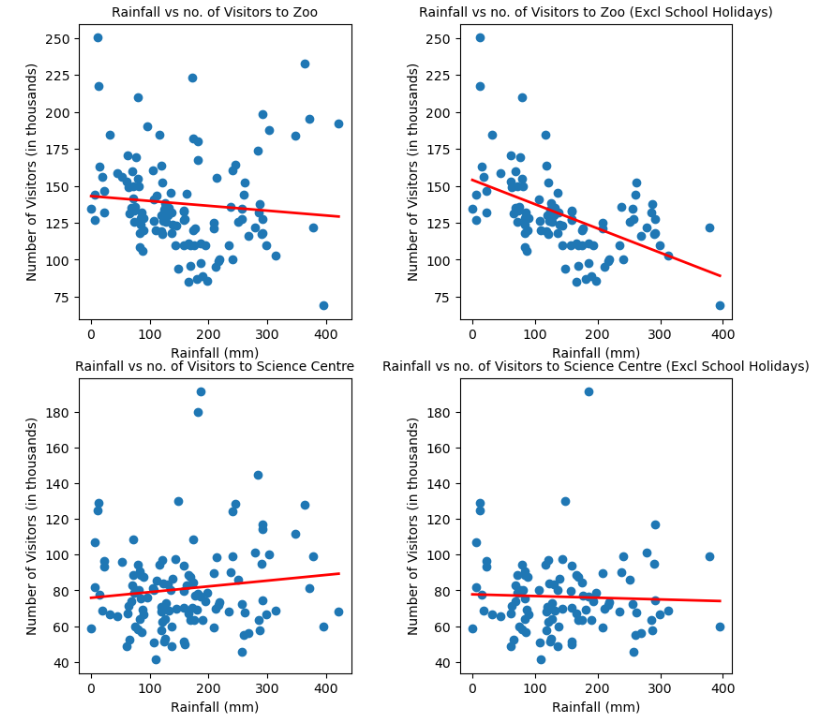 Rainfall vs no. of Visitors to Zoo
Number of Visitors (in thousands)
250
225
200
175
150
125
100
75
0 100 200 300 400
Rainfall (mm)
Rainfall vs no. of Visitors to Zoo (Excl School Holidays)
Number of Visitors (in thousands)
250
225
200
175
150
125
100
75
0 100 200 300 400
Rainfall (mm)
Rainfall vs no. of Visitors to Science Centre
Number of Visitors (in thousands)
180
160
140
120
100
80
60
40
0 100 200 300 400
Rainfall (mm)
Rainfall vs no. of Visitors to Science Centre (Excl School Holidays)
Number of Visitors (in thousands)
180
160
140
120
100
80
60
40
0 100 200 300 400
Rainfall (mm)